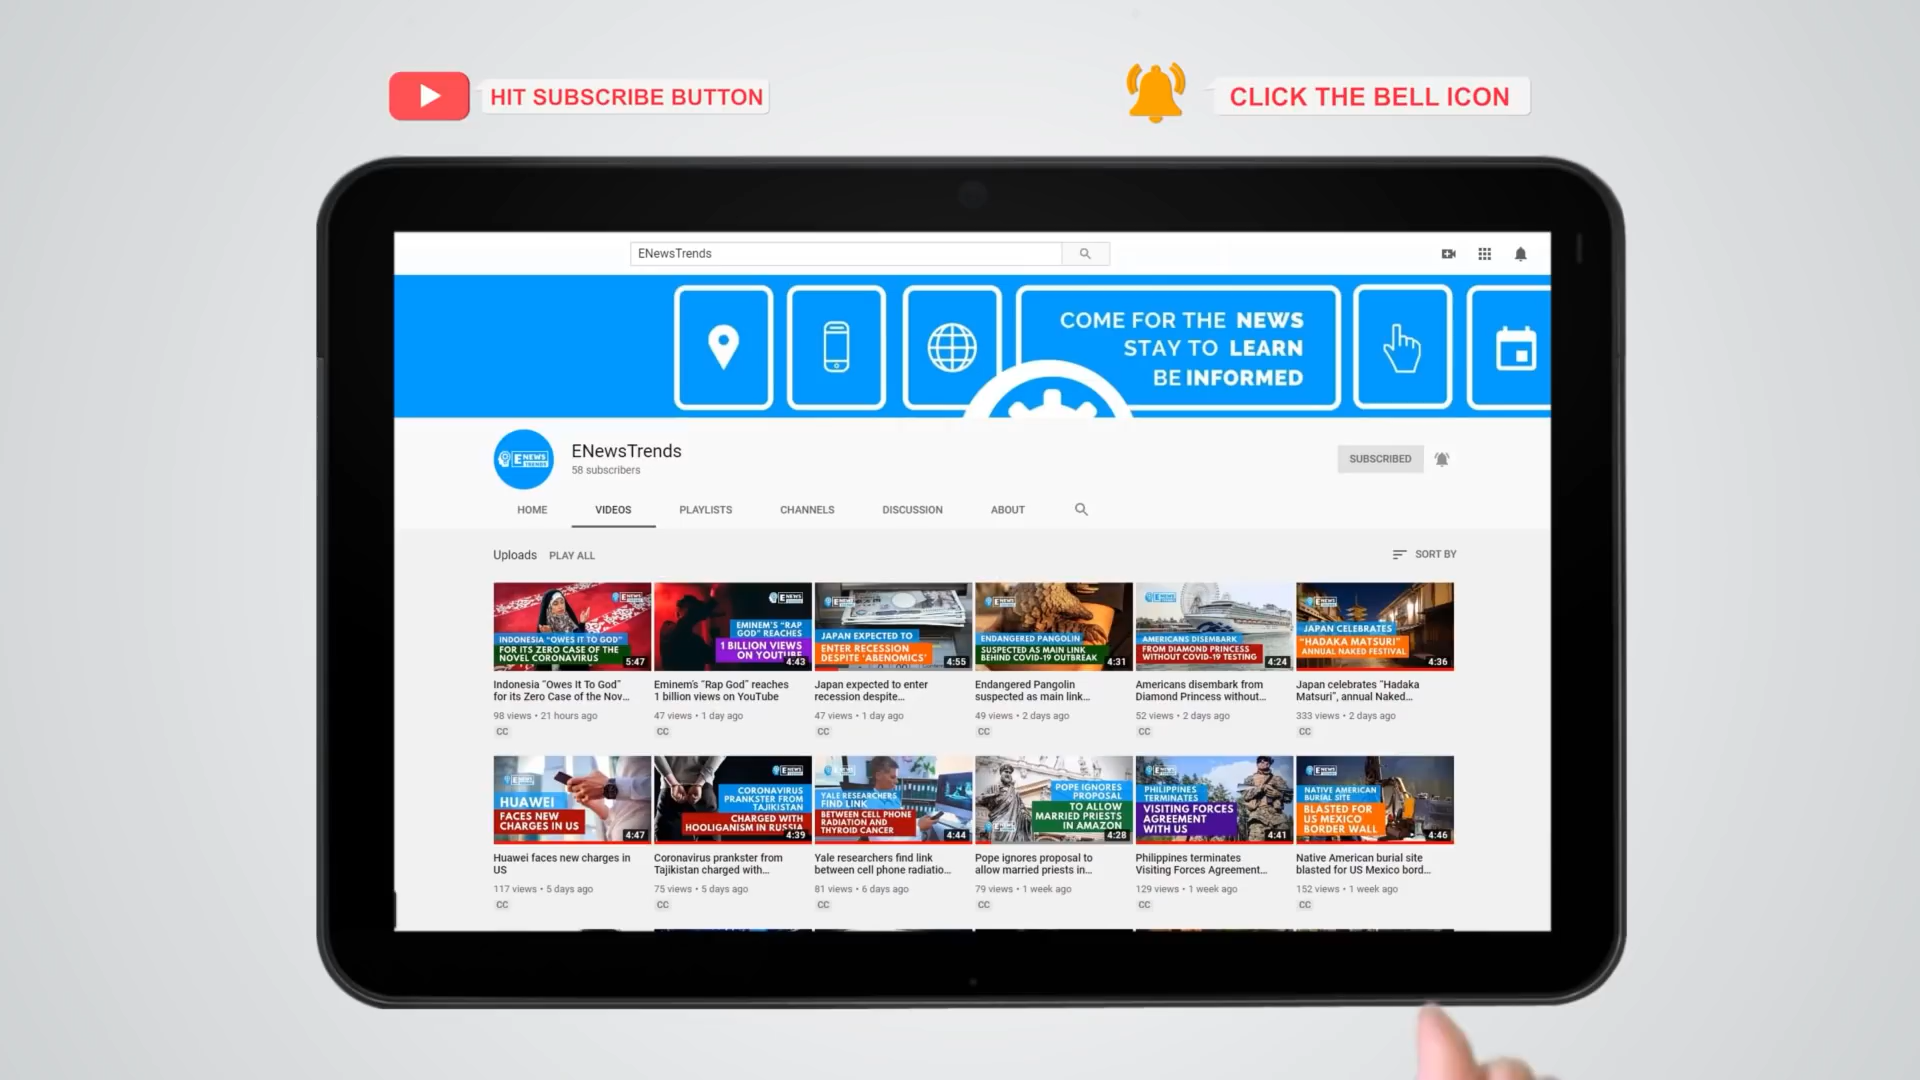 HIT SUBSCRIBE BUTTON
CLICK THE BELL ICON
ENewsTrends
COME FOR THE NEWS
STAY TO LEARN
BE INFORMED
E NEWS
TRENDS
ENewsTrends
58 subscribers
SUBSCRIBED
HOME VIDEOS PLAYLISTS CHANNELS DISCUSSION ABOUT
Uploads PLAY ALL
SORT BY
INDONESIA "OWES IT TO GOD"
FOR ITS ZERO CASE OF THE
NOVEL CORONAVIRUS
5:47
Indonesia "Owes It To God"
for its Zero Case of the Nov...
98 views • 21 hours ago
CC
EMINEM'S "RAP
GOD" REACHES
1 BILLION VIEWS
ON YOUTUBE
4:43
Eminem's "Rap God" reaches
1 billion views on YouTube
47 views • 1 day ago
CC
JAPAN EXPECTED TO
ENTER RECESSION
DESPITE 'ABENOMICS'
4:55
Japan expected to enter
recession despite...
47 views • 1 day ago
CC
ENDANGERED PANGOLIN
SUSPECTED AS MAIN LINK
BEHIND COVID-19 OUTBREAK
4:31
Endangered Pangolin
suspected as main link...
49 views • 2 days ago
CC
AMERICANS DISEMBARK
FROM DIAMOND PRINCESS
WITHOUT COVID-19 TESTING
4:24
Americans disembark from
Diamond Princess without...
52 views • 2 days ago
CC
JAPAN CELEBRATES
"HADAKA MATSURI"
ANNUAL NAKED FESTIVAL
4:36
Japan celebrates "Hadaka
Matsuri", annual Naked...
333 views • 2 days ago
CC
HUAWEI
FACES NEW
CHARGES IN US
4:47
Huawei faces new charges in
US
117 views • 5 days ago
CC
CORONAVIRUS
PRANKSTER FROM
TAJIKISTAN
CHARGED WITH
HOOLIGANISM IN RUSSIA
4:39
Coronavirus prankster from
Tajikistan charged with...
75 views • 5 days ago
CC
YALE RESEARCHERS
FIND LINK
BETWEEN CELL PHONE
RADIATION AND
THYROID CANCER
4:44
Yale researchers find link
between cell phone radiatio...
81 views • 6 days ago
CC
POPE IGNORES
PROPOSAL
TO ALLOW
MARRIED PRIESTS
IN AMAZON
4:28
Pope ignores proposal to
allow married priests in...
79 views • 1 week ago
CC
PHILIPPINES
TERMINATES
VISITING FORCES
AGREEMENT
WITH US
4:41
Philippines terminates
Visiting Forces Agreement...
129 views • 1 week ago
CC
NATIVE AMERICAN
BURIAL SITE
BLASTED FOR
US MEXICO
BORDER WALL
4:46
Native American burial site
blasted for US Mexico bord...
152 views • 1 week ago
CC